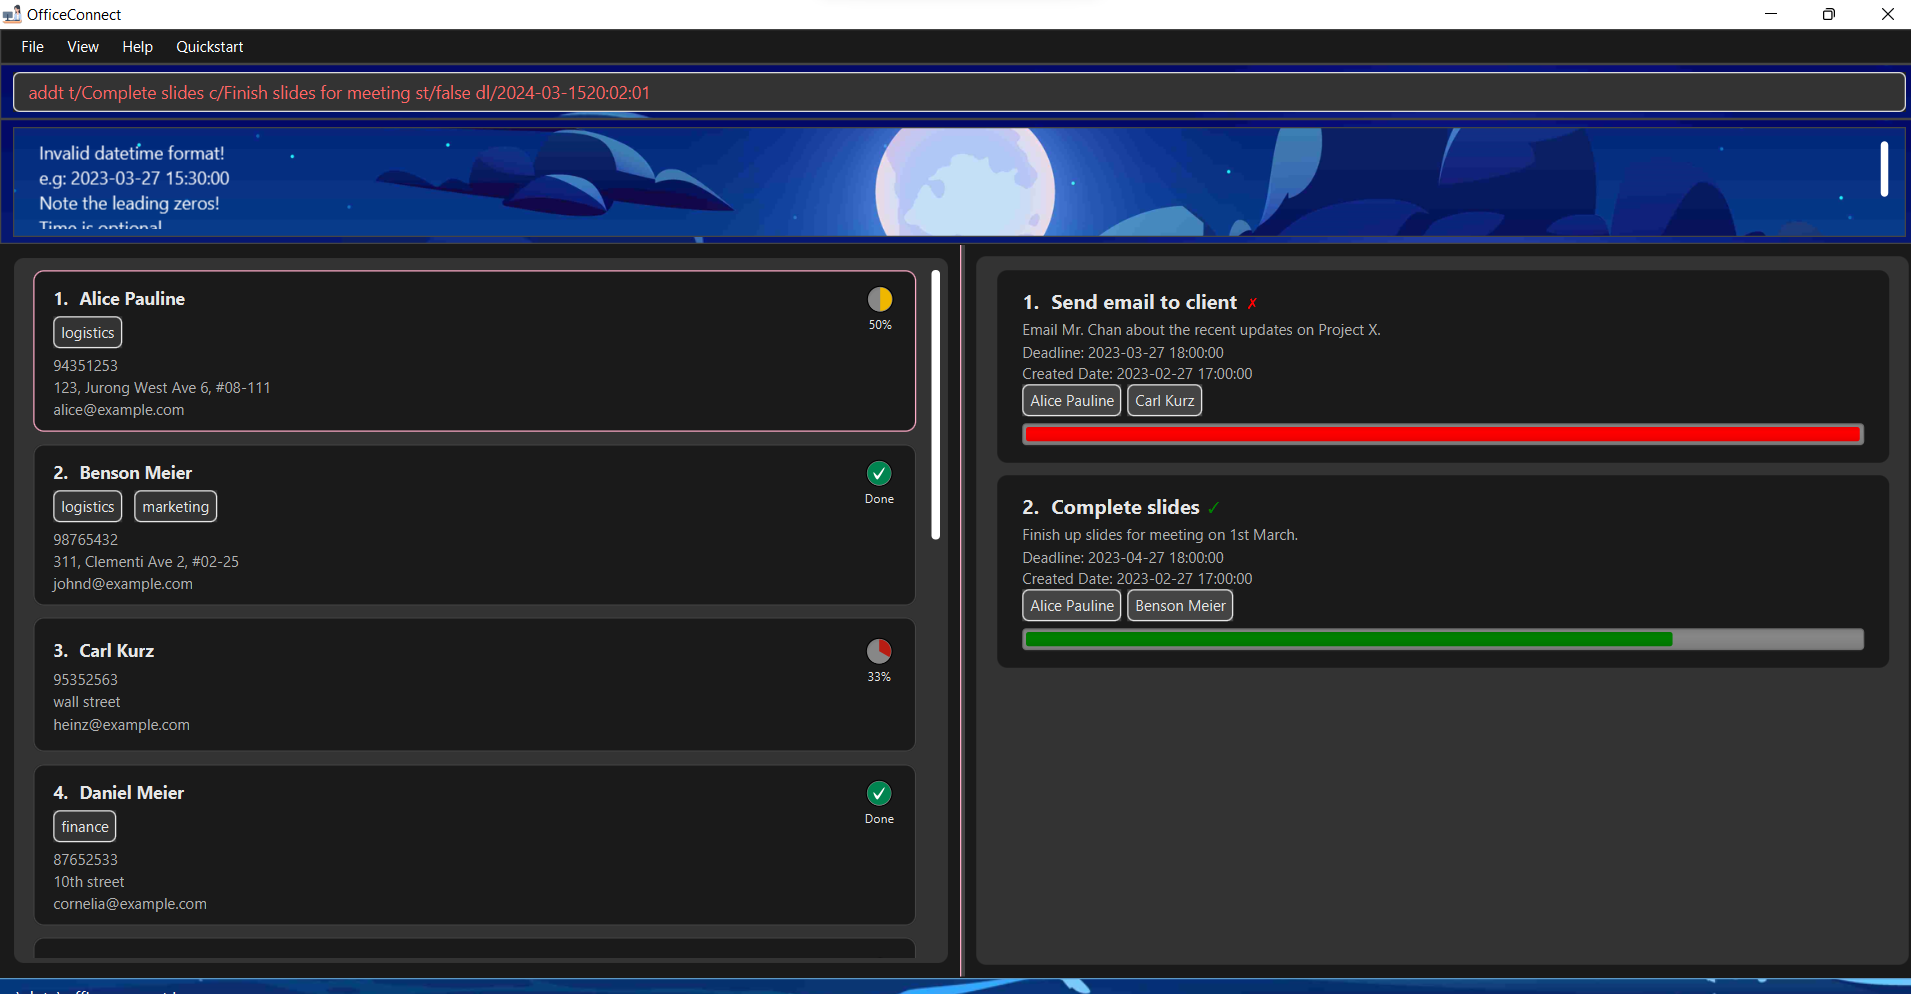 OfficeConnect
File View Help Quickstart
addt t/Complete slides c/Finish slides for meeting st/false dl/2024-03-1520:02:01
Invalid datetime format!
e.g: 2023-03-27 15:30:00
Note the leading zeros!
Time is optional
1. Alice Pauline
50%
logistics
94351253
123, Jurong West Ave 6, #08-111
alice@example.com
2. Benson Meier
Done
logistics marketing
98765432
311, Clementi Ave 2, #02-25
johnd@example.com
3. Carl Kurz
33%
95352563
wall street
heinz@example.com
4. Daniel Meier
Done
finance
87652533
10th street
cornelia@example.com
1. Send email to client ✗
Email Mr. Chan about the recent updates on Project X.
Deadline: 2023-03-27 18:00:00
Created Date: 2023-02-27 17:00:00
Alice Pauline Carl Kurz
2. Complete slides ✓
Finish up slides for meeting on 1st March.
Deadline: 2023-04-27 18:00:00
Created Date: 2023-02-27 17:00:00
Alice Pauline Benson Meier